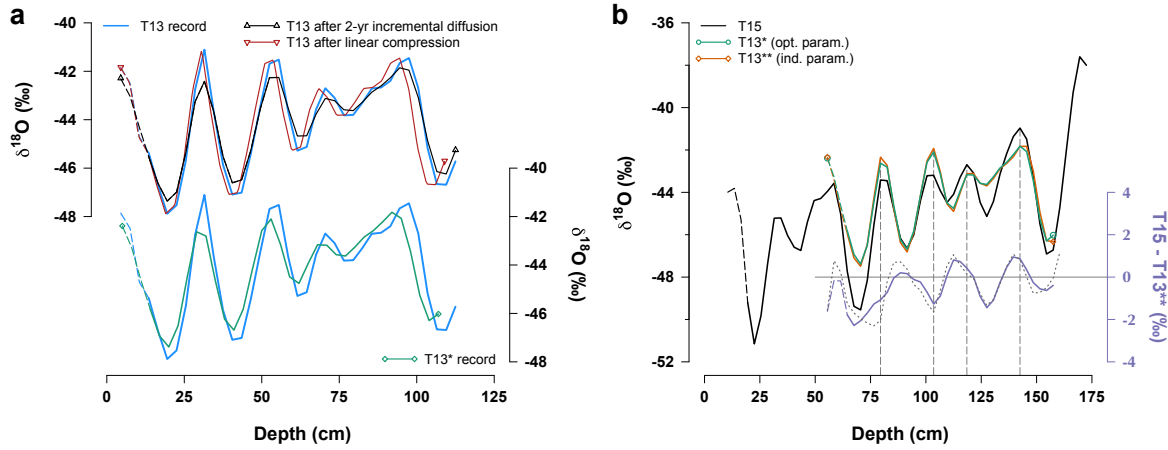 a
T13 record
T13 after 2-yr incremental diffusion
T13 after linear compression
-40
-42
-44
-46
-48
δ18O (‰)
-40
-42
-44
-46
-48
δ18O (‰)
T13* record
0
25
50
75
100
125
Depth (cm)
b
T15
T13* (opt. param.)
T13** (ind. param.)
-36
-40
-44
-48
-52
δ18O (‰)
4
2
0
-2
-4
T15 - T13** (‰)
0
25
50
75
100
125
150
175
Depth (cm)